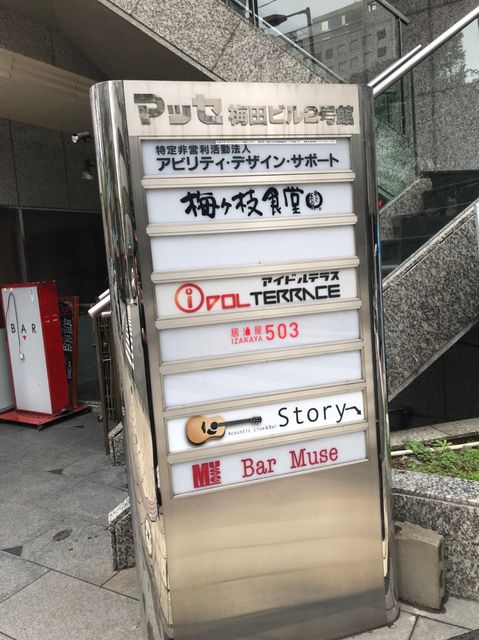 アッセ 梅田ビル2号館
特定非営利活動法人
アビリティ・デザイン・サポート
梅ヶ枝食堂
アイドルテラス
iDOL TERRACE
居酒屋
IZAKAYA 503
Acoustic Live&Bar Story
Muse Bar Muse
BAR